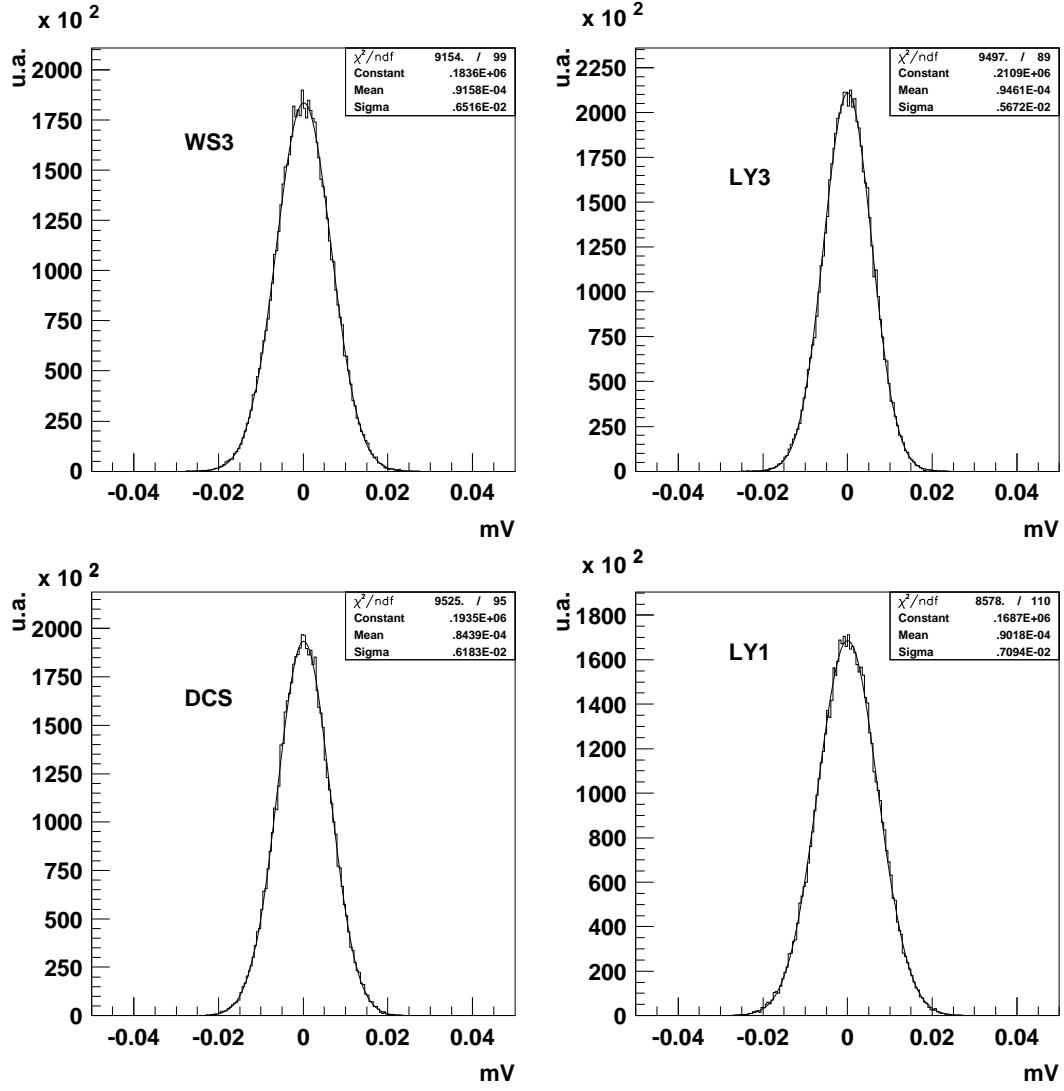 x 10 2
u.a.
χ²/ndf 9154. / 99
Constant .1836E+06
Mean .9158E-04
Sigma .6516E-02
WS3
2000
1750
1500
1250
1000
750
500
250
0
-0.04 -0.02 0 0.02 0.04
mV
x 10 2
u.a.
χ²/ndf 9497. / 89
Constant .2109E+06
Mean .9461E-04
Sigma .5672E-02
LY3
2250
2000
1750
1500
1250
1000
750
500
250
0
-0.04 -0.02 0 0.02 0.04
mV
x 10 2
u.a.
χ²/ndf 9525. / 95
Constant .1935E+06
Mean .8439E-04
Sigma .6183E-02
DCS
2000
1750
1500
1250
1000
750
500
250
0
-0.04 -0.02 0 0.02 0.04
mV
x 10 2
u.a.
χ²/ndf 8578. / 110
Constant .1687E+06
Mean .9018E-04
Sigma .7094E-02
LY1
1800
1600
1400
1200
1000
800
600
400
200
0
-0.04 -0.02 0 0.02 0.04
mV